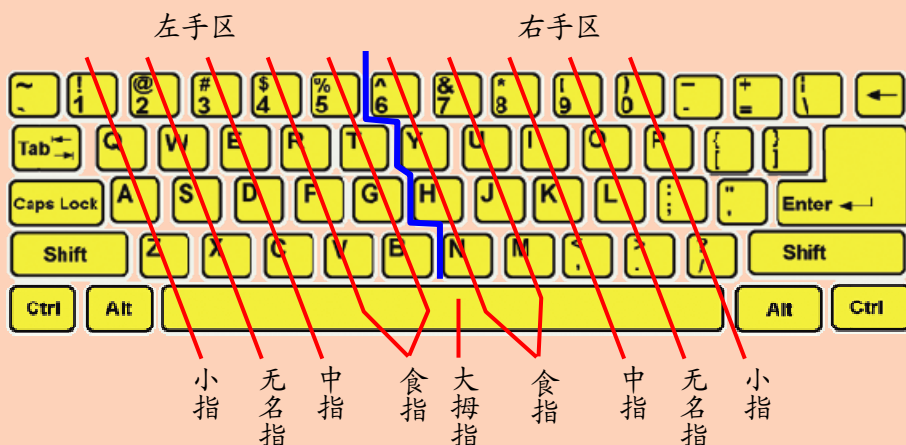 左手区 右手区
~ ! @ # $ % ^ & * ( ) - + ¦
` 1 2 3 4 5 6 7 8 9 0 - = \ ←
Tab Q W E R T Y U I O P { }
[ ]
Caps Lock A S D F G H J K L : " Enter
; ,
Shift Z X C V B N M < > ? Shift
, . /
Ctrl Alt Alt Ctrl
小指 无名指 中指 食指 大拇指 食指 中指 无名指 小指